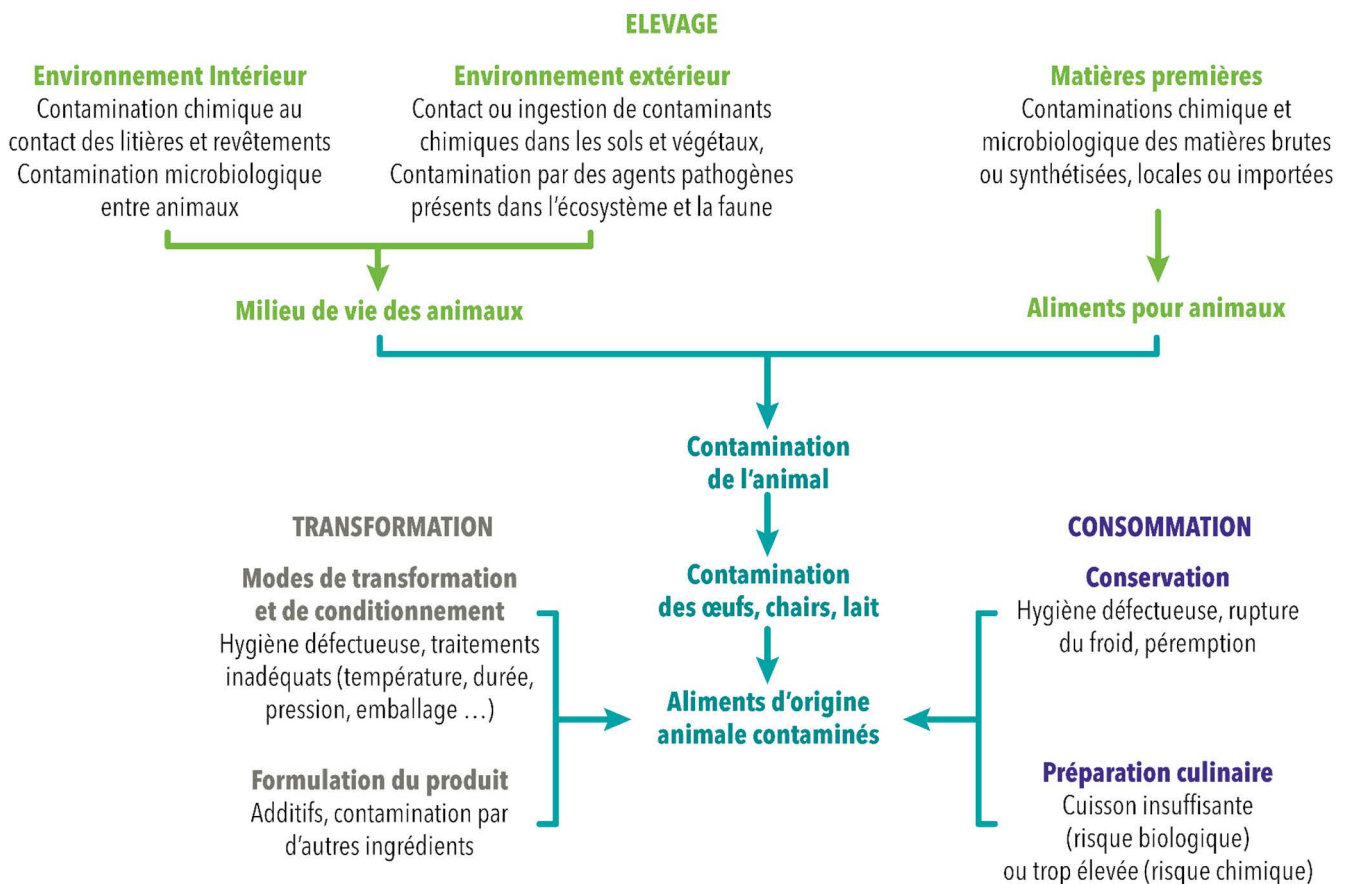 ELEVAGE
Environnement Intérieur
Contamination chimique au
contact des litières et revêtements
Contamination microbiologique
entre animaux
Environnement extérieur
Contact ou ingestion de contaminants
chimiques dans les sols et végétaux,
Contamination par des agents pathogènes
présents dans l’écosystème et la faune
Matières premières
Contaminations chimique et
microbiologique des matières brutes
ou synthétisées, locales ou importées
Milieu de vie des animaux
Aliments pour animaux
Contamination
de l’animal
TRANSFORMATION
Modes de transformation
et de conditionnement
Hygiène défectueuse, traitements
inadéquats (température, durée,
pression, emballage …)
Formulation du produit
Additifs, contamination par
d’autres ingrédients
Contamination
des œufs, chairs, lait
Aliments d’origine
animale contaminés
CONSOMMATION
Conservation
Hygiène défectueuse, rupture
du froid, péremption
Préparation culinaire
Cuisson insuffisante
(risque biologique)
ou trop élevée (risque chimique)